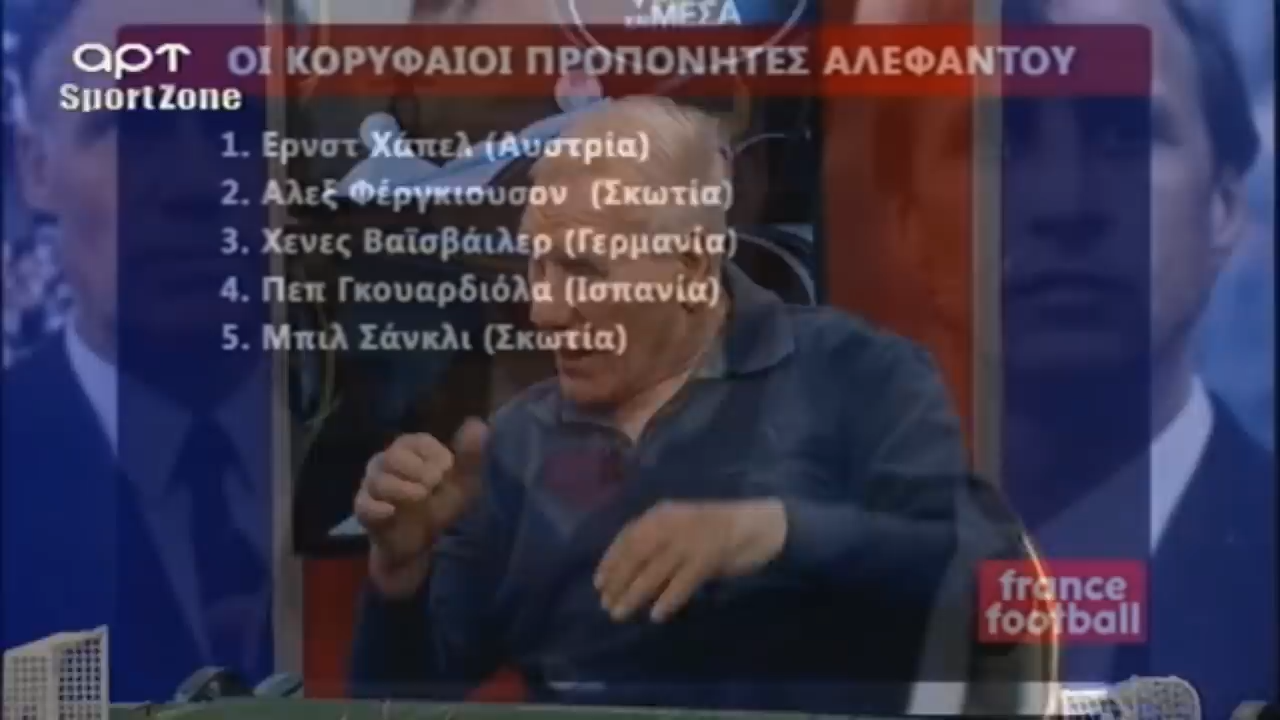 ΜΕΣΑ
αρτ
SportZone
ΟΙ ΚΟΡΥΦΑΙΟΙ ΠΡΟΠΟΝΗΤΕΣ ΑΛΕΦΑΝΤΟΥ
1. Ερνστ Χάπελ (Αυστρία)
2. Αλεξ Φέργκιουσον (Σκωτία)
3. Χενες Βαϊσβάιλερ (Γερμανία)
4. Πεπ Γκουαρδιόλα (Ισπανία)
5. Μπιλ Σάνκλι (Σκωτία)
france
football